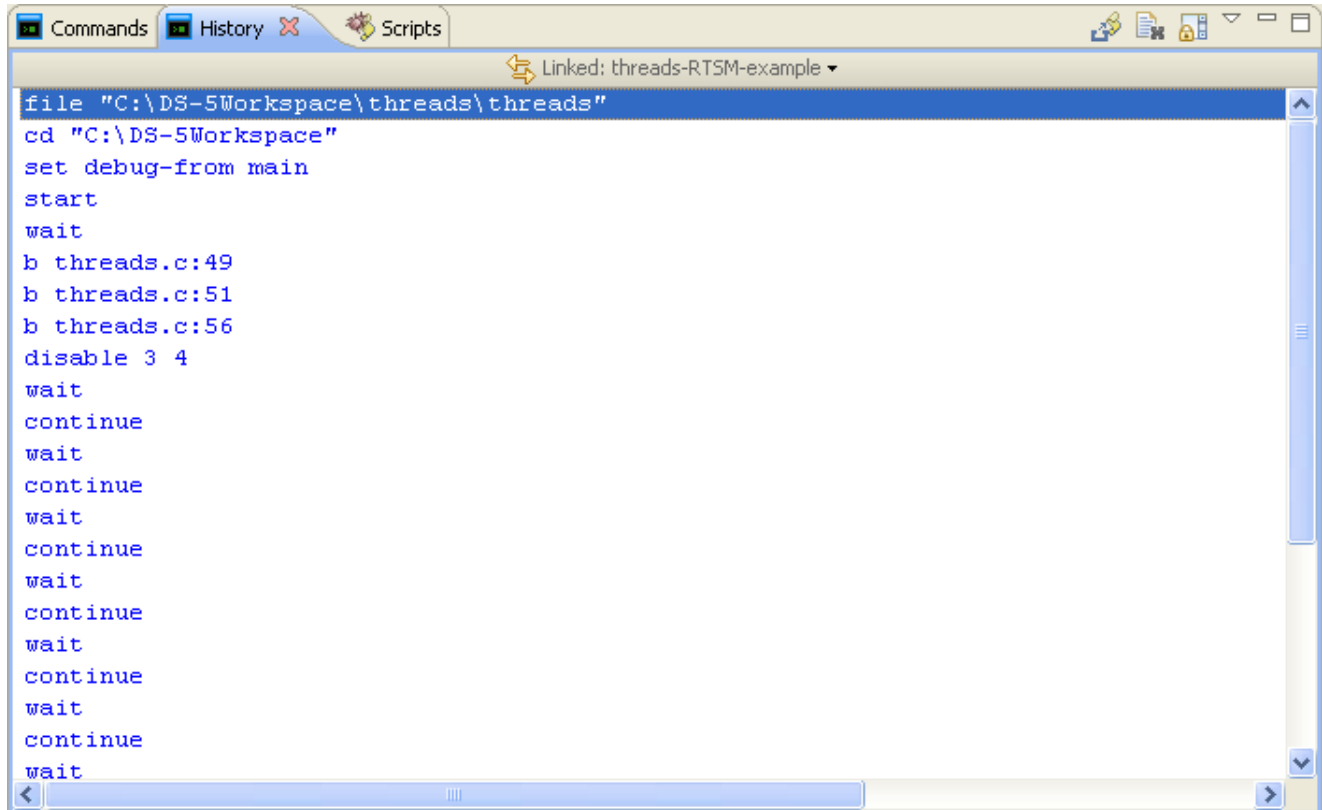 Commands History Scripts
Linked: threads-RTSM-example
file "C:\DS-5Workspace\threads\threads"
cd "C:\DS-5Workspace"
set debug-from main
start
wait
b threads.c:49
b threads.c:51
b threads.c:56
disable 3 4
wait
continue
wait
continue
wait
continue
wait
continue
wait
continue
wait
continue
wait